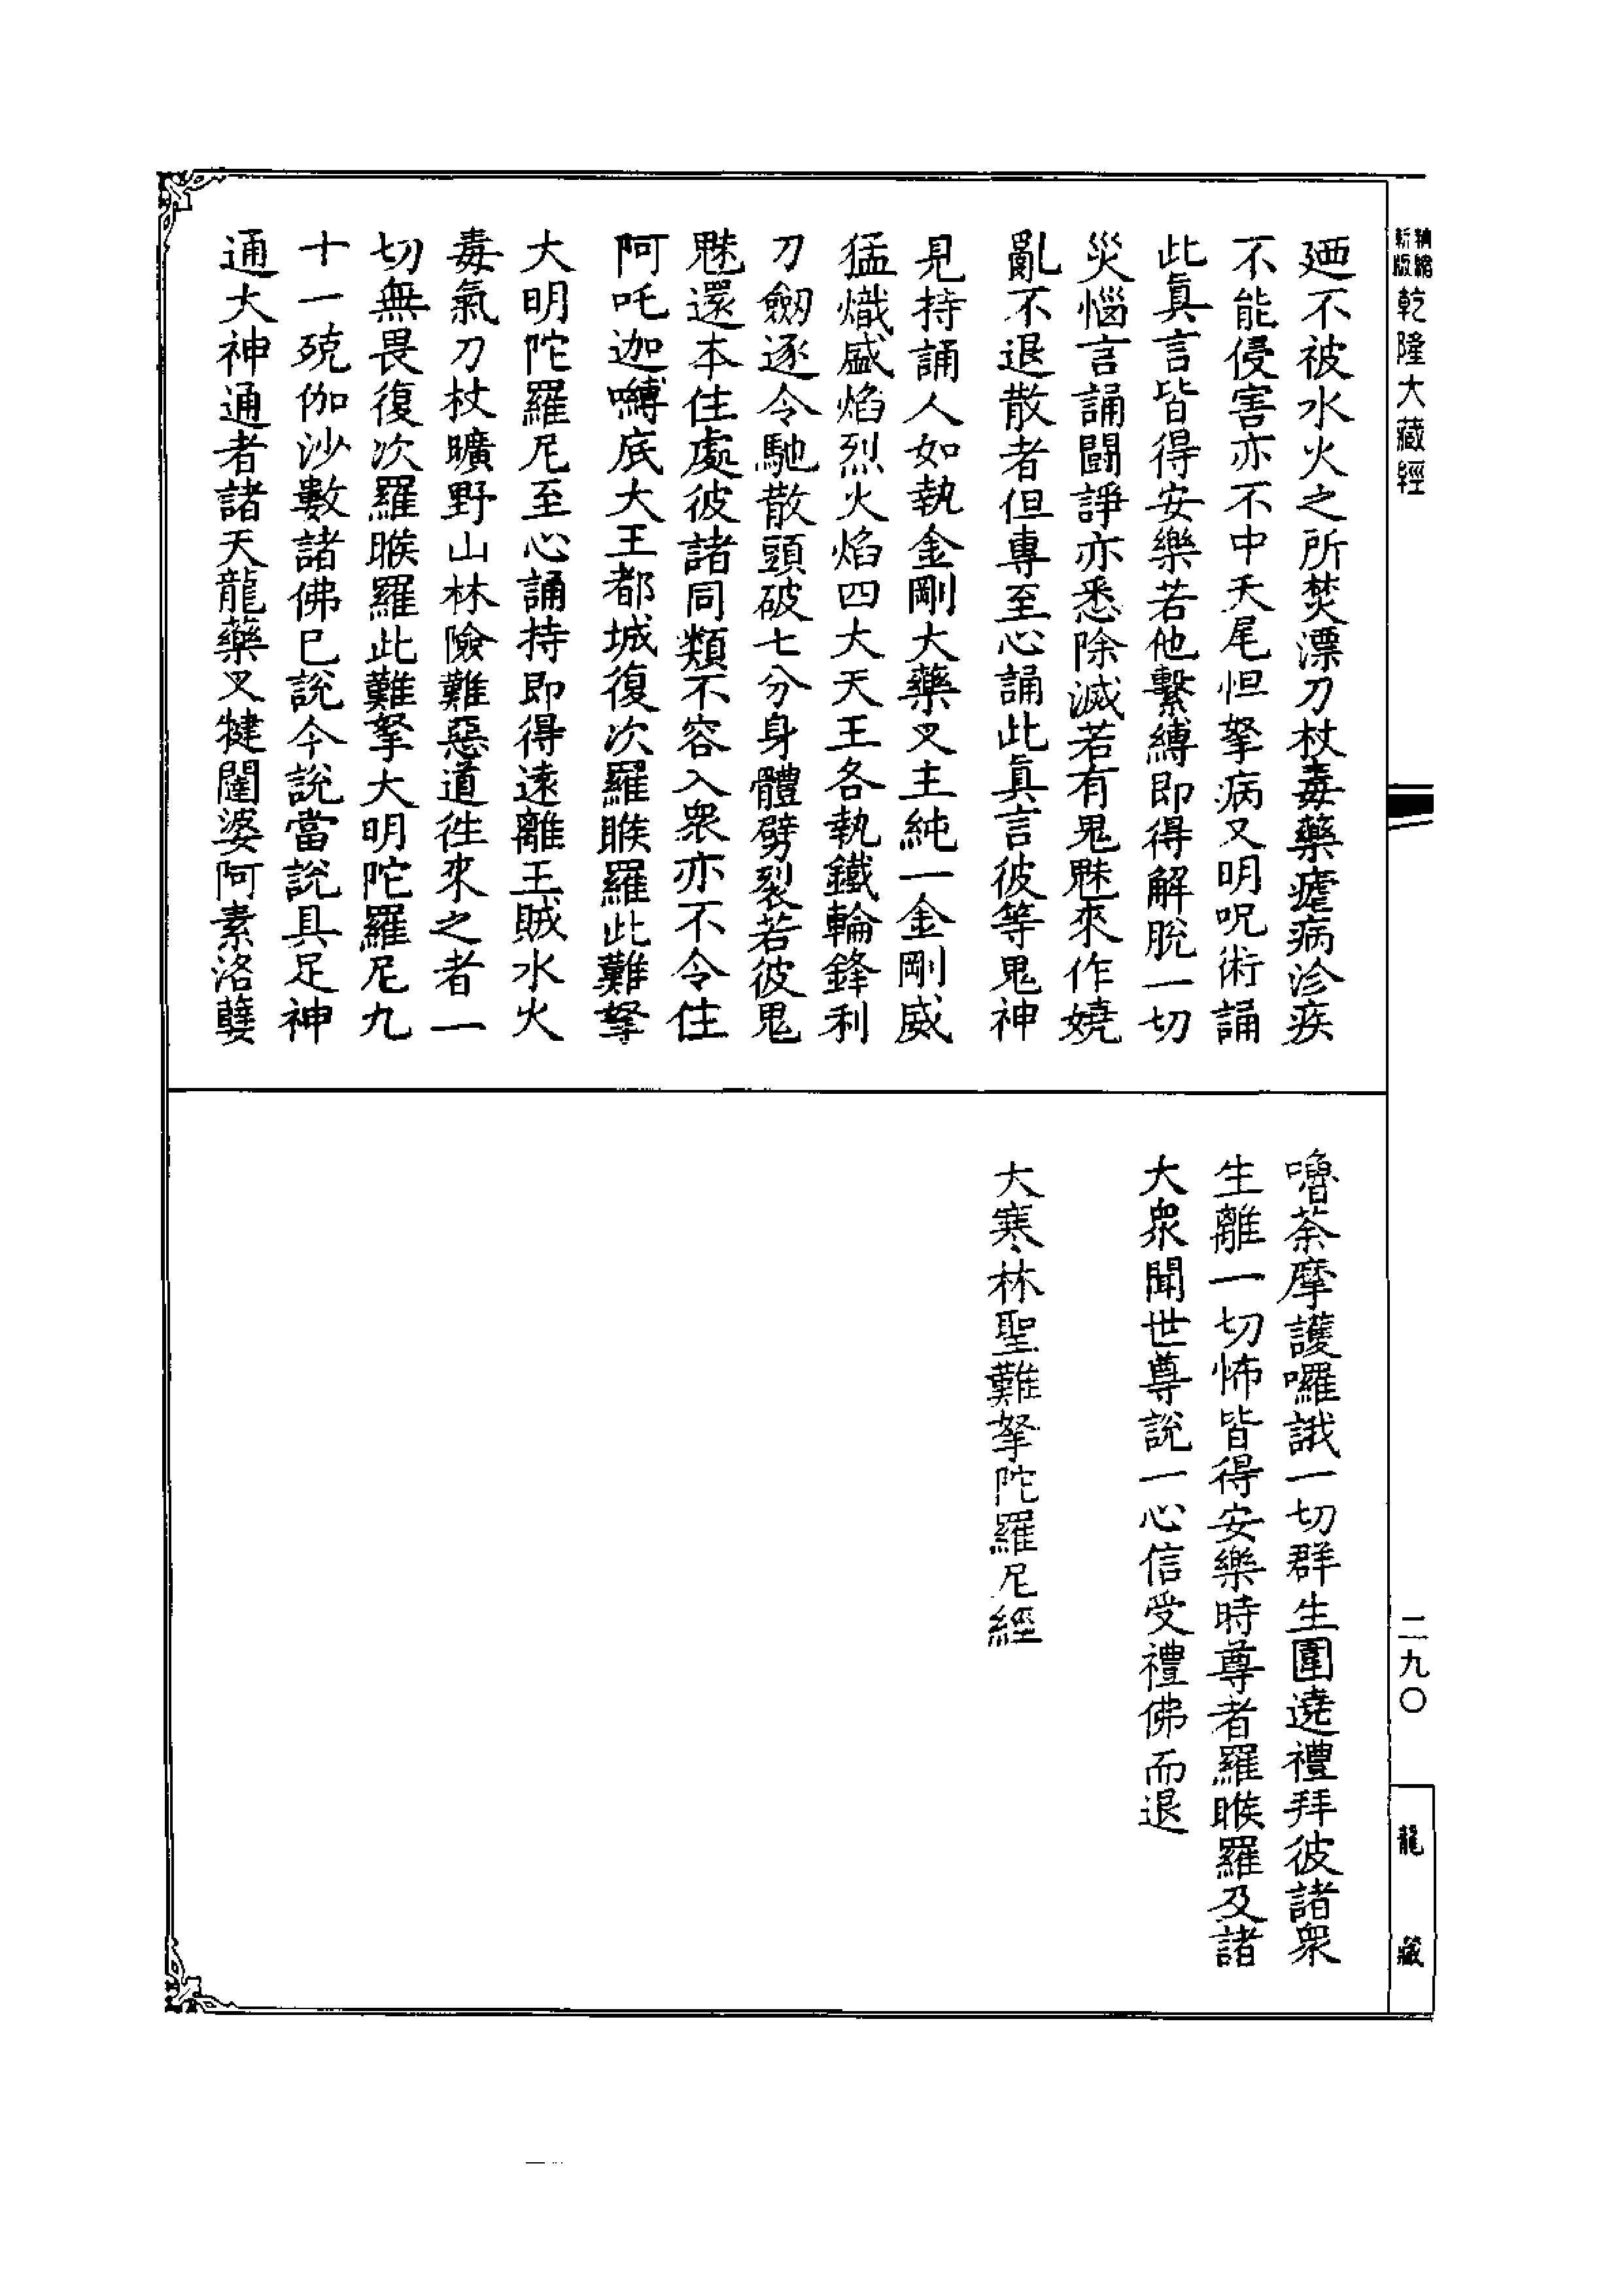 新版 精縮 乾隆大藏經
廼不被水火之所焚漂刀杖毒藥瘧病疹疾
不能侵害亦不中夭尾怛拏病又明呪術誦
此眞言皆得安樂若他繫縛即得解脫一切
災惱言誦鬪諍亦悉除滅若有鬼魅來作嬈
亂不退散者但專至心誦此眞言彼等鬼神
見持誦人如執金剛大藥叉主純一金剛威
猛熾盛焰烈火焰四大天王各執鐵輪鋒利
刀劒逐令馳散頭破七分身體劈裂若彼鬼
魅還本住處彼諸同類不容入衆亦不令住
阿吒迦嚩底大王都城復次羅睺羅此難拏
大明陀羅尼至心誦持即得遠離王賊水火
毒氣刀杖曠野山林險難惡道徃來之者一
切無畏復次羅睺羅此難拏大明陀羅尼九
十一殑伽沙數諸佛巳說今說當說具足神
通大神通者諸天龍藥叉犍闥婆阿素洛㜸
嚕荼摩護囉誐一切群生圍遶禮拜彼諸衆
生離一切怖皆得安樂時尊者羅睺羅及諸
大衆聞世尊說一心信受禮佛而退
大寒林聖難拏陀羅尼經
二九〇
龍藏